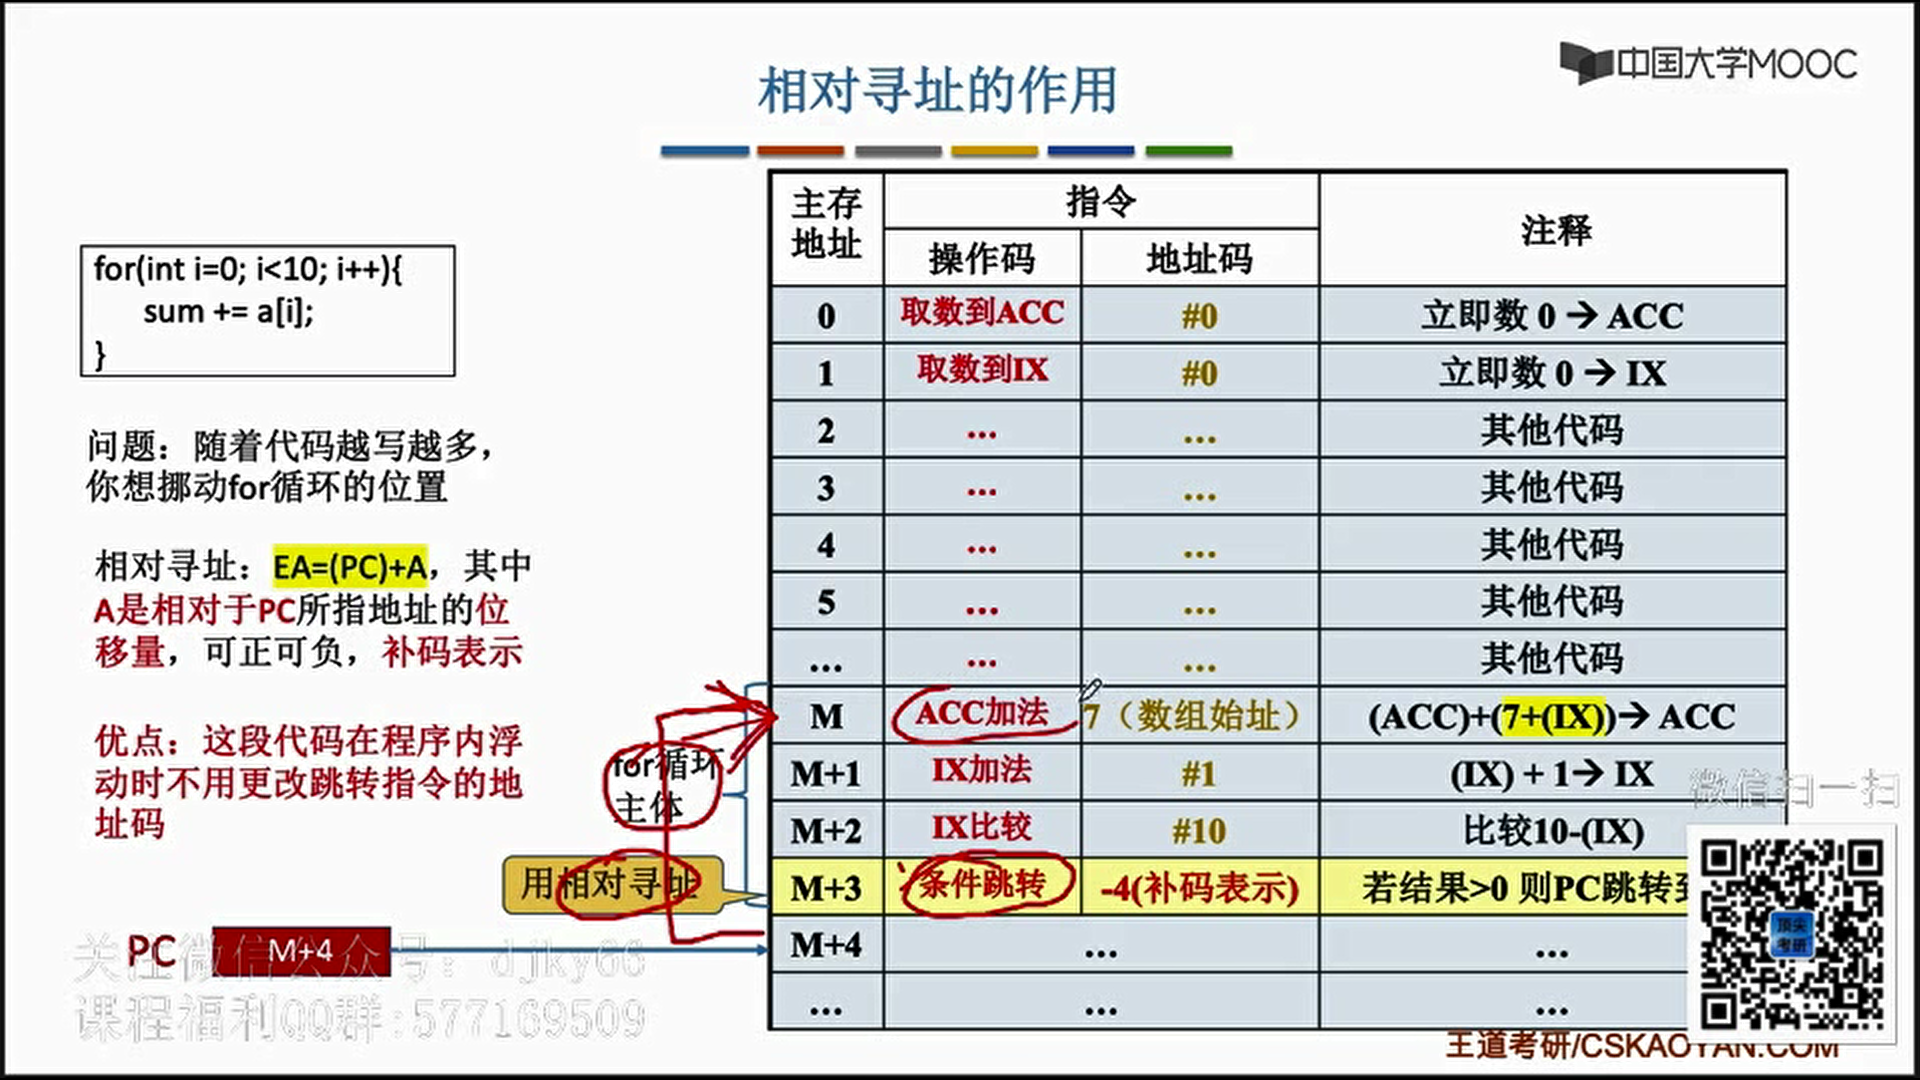 中国大学MOOC
相对寻址的作用
for(int i=0; i<10; i++){
sum += a[i];
}
问题：随着代码越写越多，
你想挪动for循环的位置
相对寻址：EA=(PC)+A，其中
A是相对于PC所指地址的位
移量，可正可负，补码表示
优点：这段代码在程序内浮
动时不用更改跳转指令的地
址码
for循环
主体
用相对寻址
PC M+4
主存
地址
指令
注释
操作码 地址码
0 取数到ACC #0 立即数 0 → ACC
1 取数到IX #0 立即数 0 → IX
2 ... ... 其他代码
3 ... ... 其他代码
4 ... ... 其他代码
5 ... ... 其他代码
... ... ... 其他代码
M ACC加法 7（数组始址） (ACC)+(7+(IX))→ ACC
M+1 IX加法 #1 (IX) + 1→ IX
M+2 IX比较 #10 比较10-(IX)
M+3 条件跳转 -4(补码表示) 若结果>0 则PC跳转到
M+4 ... ...
... ... ...
微信扫一扫
顶尖
考研
关注微信公众号: djky66
课程福利QQ群:577169509
王道考研/CSKAOYAN.COM